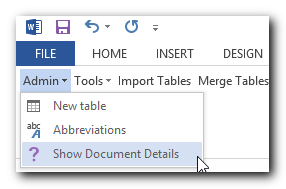 FILE HOME INSERT DESIGN
Admin Tools Import Tables Merge Tables
New table
abc A Abbreviations
? Show Document Details